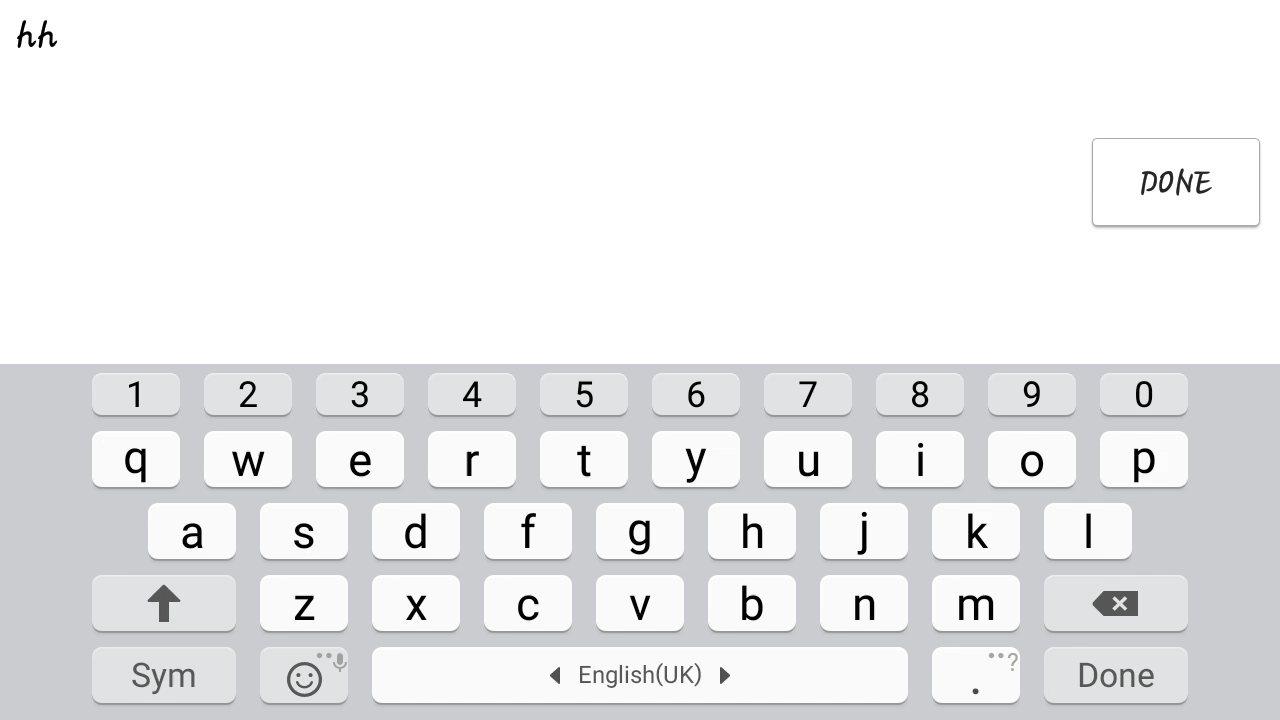 hh
DONE
1 2 3 4 5 6 7 8 9 0
q w e r t y u i o p
a s d f g h j k l
z x c v b n m
Sym English(UK) . ? Done